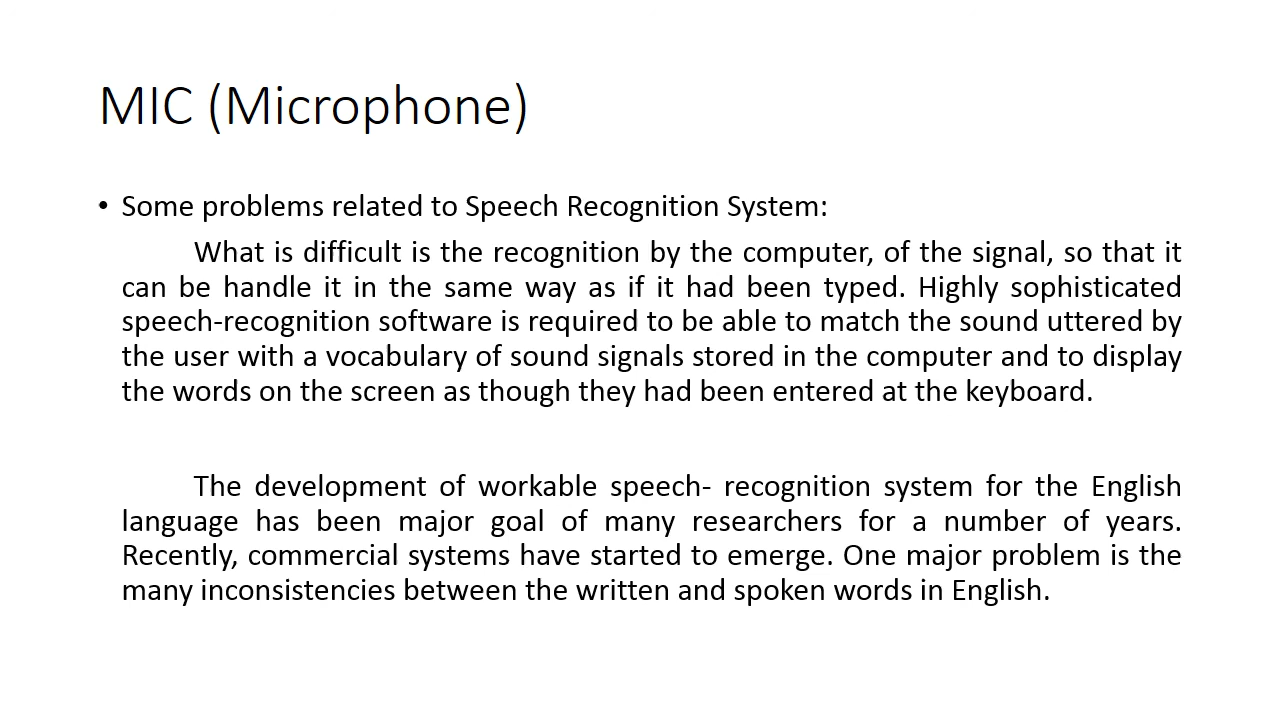 MIC (Microphone)
• Some problems related to Speech Recognition System:
What is difficult is the recognition by the computer, of the signal, so that it
can be handle it in the same way as if it had been typed. Highly sophisticated
speech-recognition software is required to be able to match the sound uttered by
the user with a vocabulary of sound signals stored in the computer and to display
the words on the screen as though they had been entered at the keyboard.
The development of workable speech- recognition system for the English
language has been major goal of many researchers for a number of years.
Recently, commercial systems have started to emerge. One major problem is the
many inconsistencies between the written and spoken words in English.